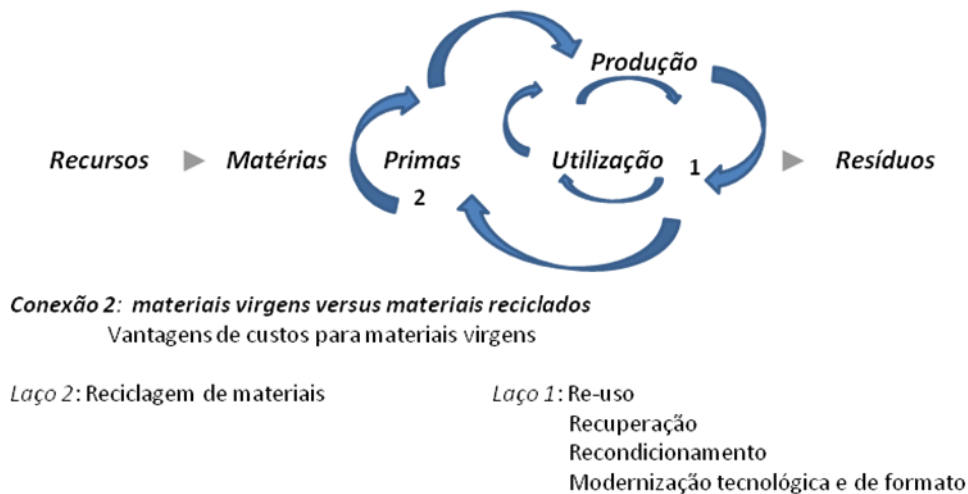 Produção
Recursos Matérias Primas Utilização 1 Resíduos
2
Conexão 2: materiais virgens versus materiais reciclados
Vantagens de custos para materiais virgens
Laço 2: Reciclagem de materiais Laço 1: Re-uso
Recuperação
Recondicionamento
Modernização tecnológica e de formato